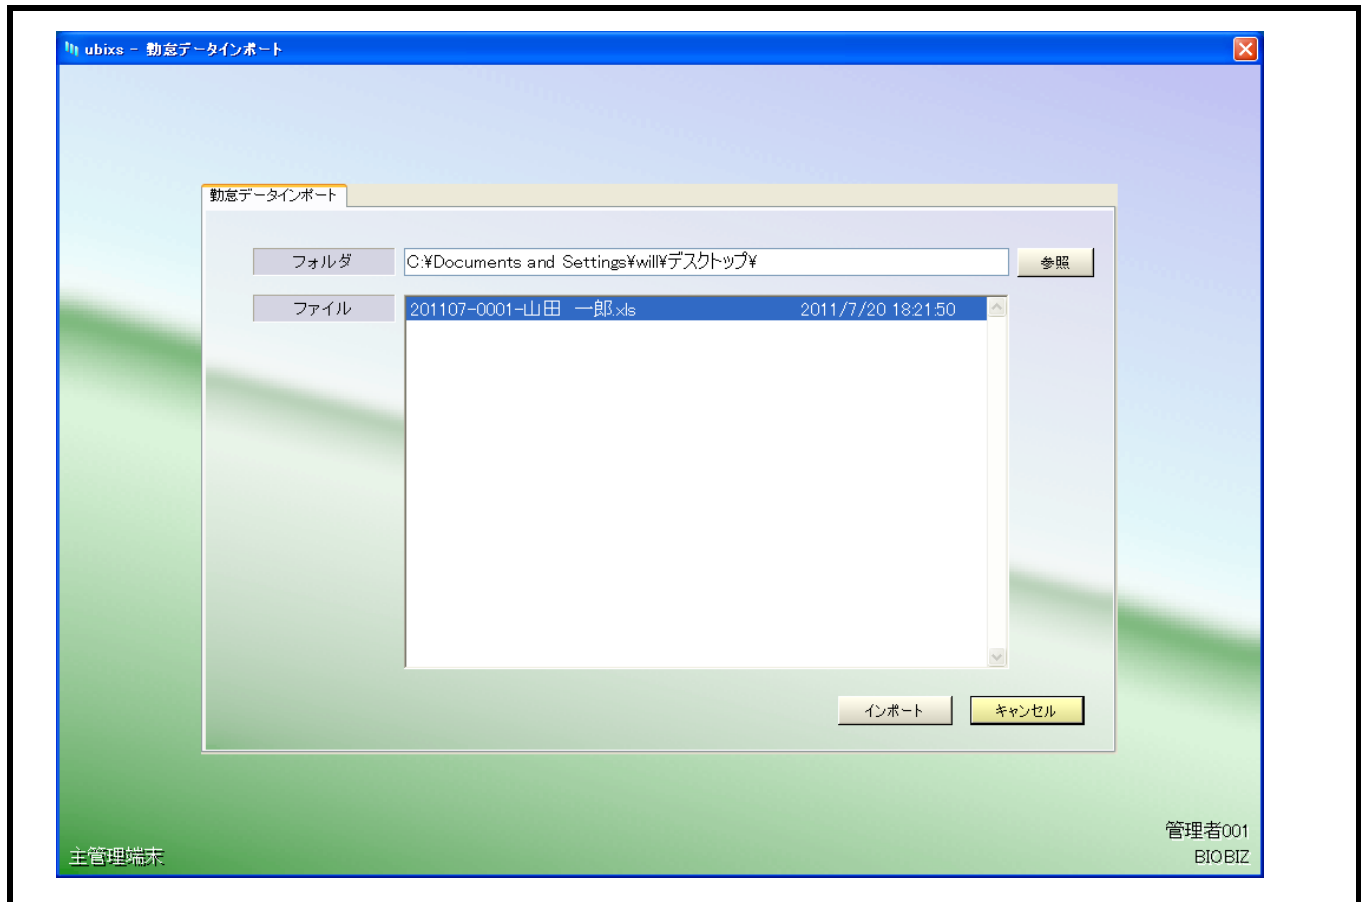 ubixs - 勤怠データインポート
勤怠データインポート
フォルダ C:¥Documents and Settings¥will¥デスクトップ¥ 参照
ファイル 201107-0001-山田　一郎.xls 2011/7/20 18:21:50
インポート キャンセル
管理者001
主管理端末 BIOBIZ